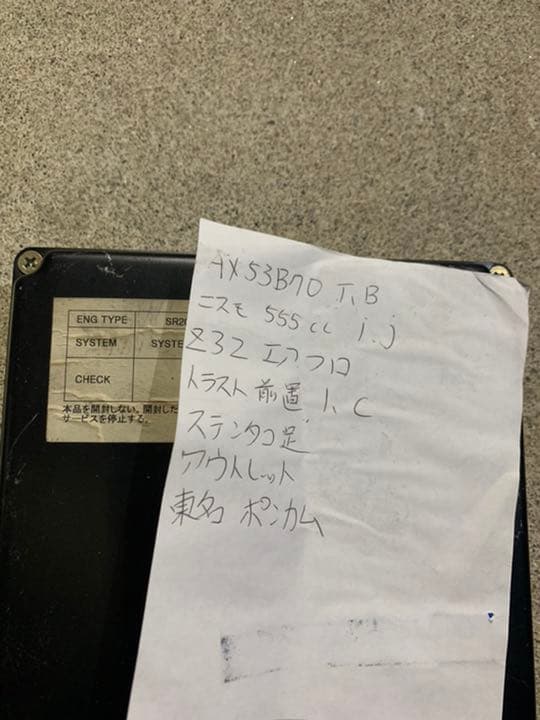 AX53B70 T.B
ニスモ 555cc i.j
Z32 エアフロ
トラスト 前置 I.C
ステンタコ足
アウトレット
東名 ポンカム
ENG TYPE SR20
SYSTEM SYSTE
CHECK
本品を開封しない。開封した
サービスを停止する。